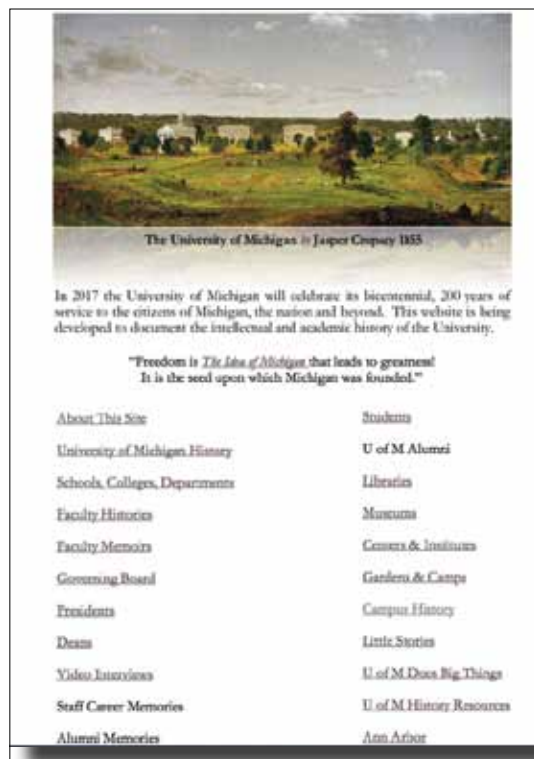 The University of Michigan by Jasper Cropsey 1855
In 2017 the University of Michigan will celebrate its bicentennial, 200 years of
service to the citizens of Michigan, the nation and beyond. This website is being
developed to document the intellectual and academic history of the University.
"Freedom is The Idea of Michigan that leads to greatness!
It is the seed upon which Michigan was founded."
About This Site
University of Michigan History
Schools, Colleges, Departments
Faculty Histories
Faculty Memoirs
Governing Board
Presidents
Deans
Video Interviews
Staff Career Memories
Alumni Memories
Students
U of M Alumni
Libraries
Museums
Centers & Institutes
Gardens & Camps
Campus History
Little Stories
U of M Does Big Things
U of M History Resources
Ann Arbor